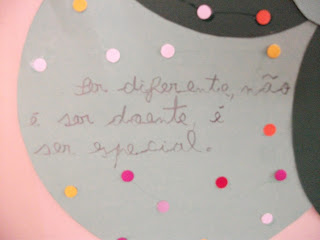 Ser diferente, não
é ser doente, é
ser especial.